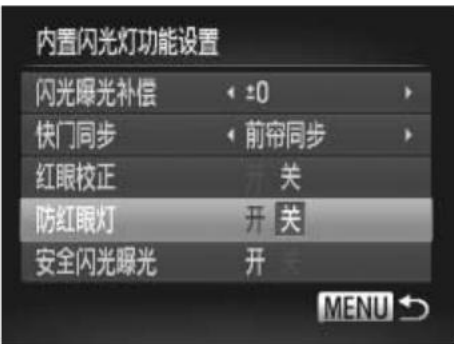 内置闪光灯功能设置
闪光曝光补偿 ±0
快门同步 前帘同步
红眼校正 开 关
防红眼灯 开 关
安全闪光曝光 开 关
MENU